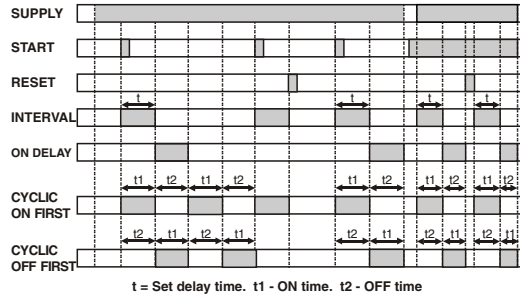 SUPPLY
START
RESET
t t t t
INTERVAL
ON DELAY
t1 t2 t1 t2 t1 t2 t1 t2 t1 t2
CYCLIC
ON FIRST
t2 t1 t2 t1 t2 t1 t2 t1 t2 t1
CYCLIC
OFF FIRST
t = Set delay time. t1 - ON time. t2 - OFF time